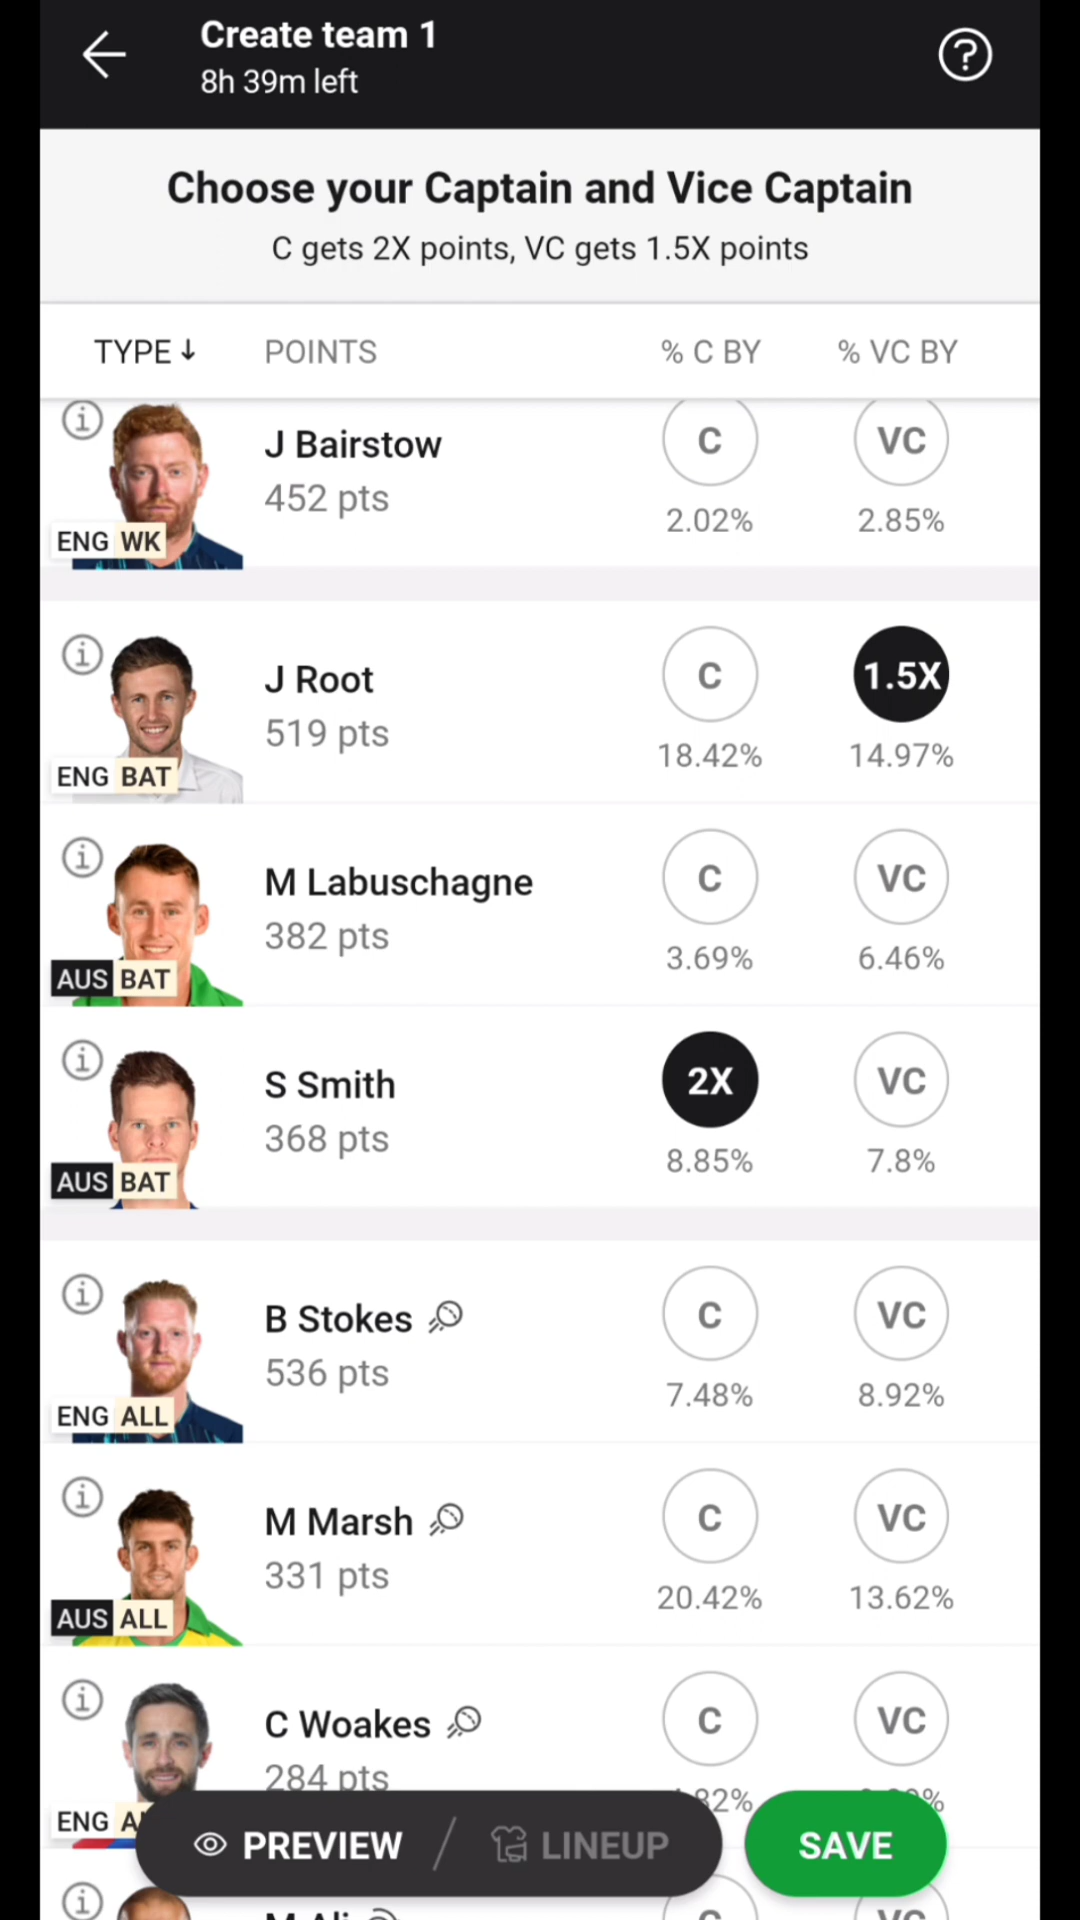 Create team 1
8h 39m left
Choose your Captain and Vice Captain
C gets 2X points, VC gets 1.5X points
TYPE↓ POINTS % C BY % VC BY
J Bairstow C VC
452 pts 2.02% 2.85%
ENG WK
J Root C 1.5X
519 pts 18.42% 14.97%
ENG BAT
M Labuschagne C VC
382 pts 3.69% 6.46%
AUS BAT
S Smith 2X VC
368 pts 8.85% 7.8%
AUS BAT
B Stokes C VC
536 pts 7.48% 8.92%
ENG ALL
M Marsh C VC
331 pts 20.42% 13.62%
AUS ALL
C Woakes C VC
284 pts
ENG
PREVIEW / LINEUP SAVE
M Ali C VC